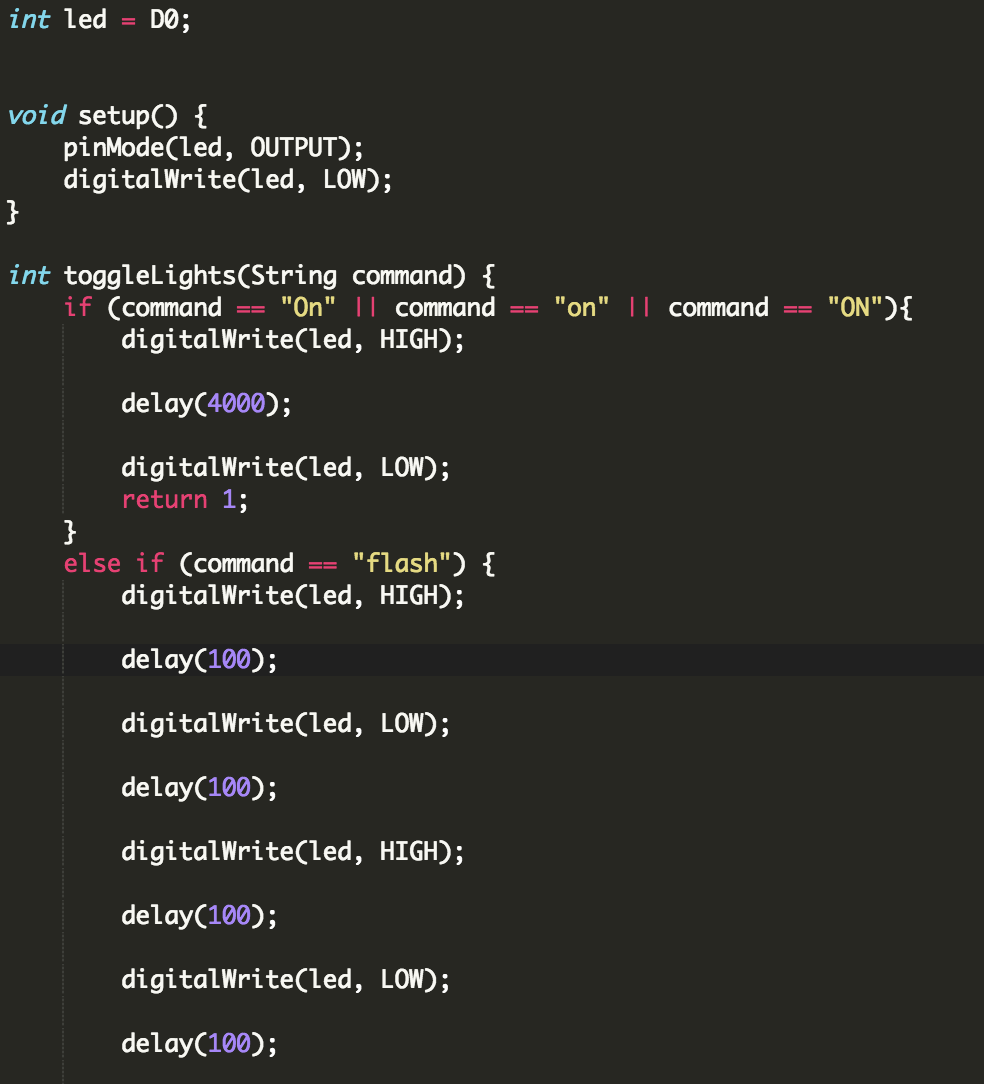 int led = D0;
void setup() {
pinMode(led, OUTPUT);
digitalWrite(led, LOW);
}
int toggleLights(String command) {
if (command == "On" || command == "on" || command == "ON"){
digitalWrite(led, HIGH);
delay(4000);
digitalWrite(led, LOW);
return 1;
}
else if (command == "flash") {
digitalWrite(led, HIGH);
delay(100);
digitalWrite(led, LOW);
delay(100);
digitalWrite(led, HIGH);
delay(100);
digitalWrite(led, LOW);
delay(100);